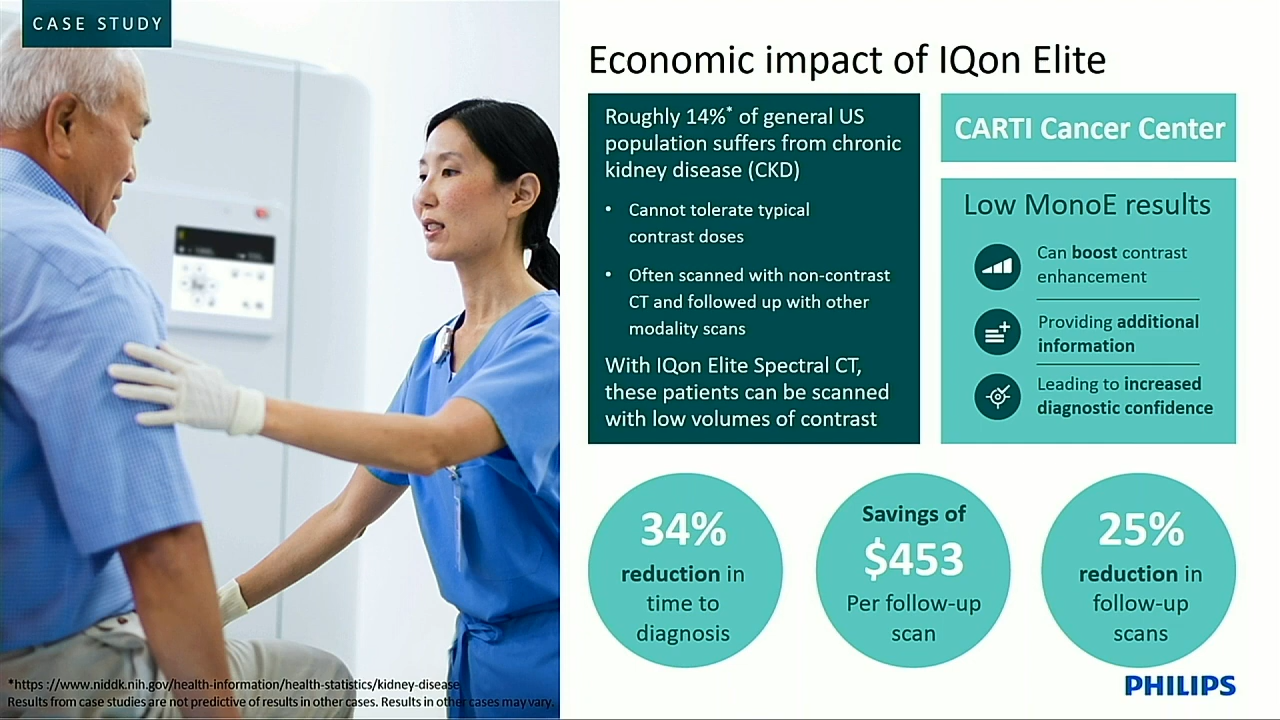 CASE STUDY
Economic impact of IQon Elite
Roughly 14%* of general US
population suffers from chronic
kidney disease (CKD)
• Cannot tolerate typical
contrast doses
• Often scanned with non-contrast
CT and followed up with other
modality scans
With IQon Elite Spectral CT,
these patients can be scanned
with low volumes of contrast
CARTI Cancer Center
Low MonoE results
Can boost contrast
enhancement
Providing additional
information
Leading to increased
diagnostic confidence
34%
reduction in
time to
diagnosis
Savings of
$453
Per follow-up
scan
25%
reduction in
follow-up
scans
*https ://www.niddk.nih.gov/health-information/health-statistics/kidney-disease
Results from case studies are not predictive of results in other cases. Results in other cases may vary.
PHILIPS